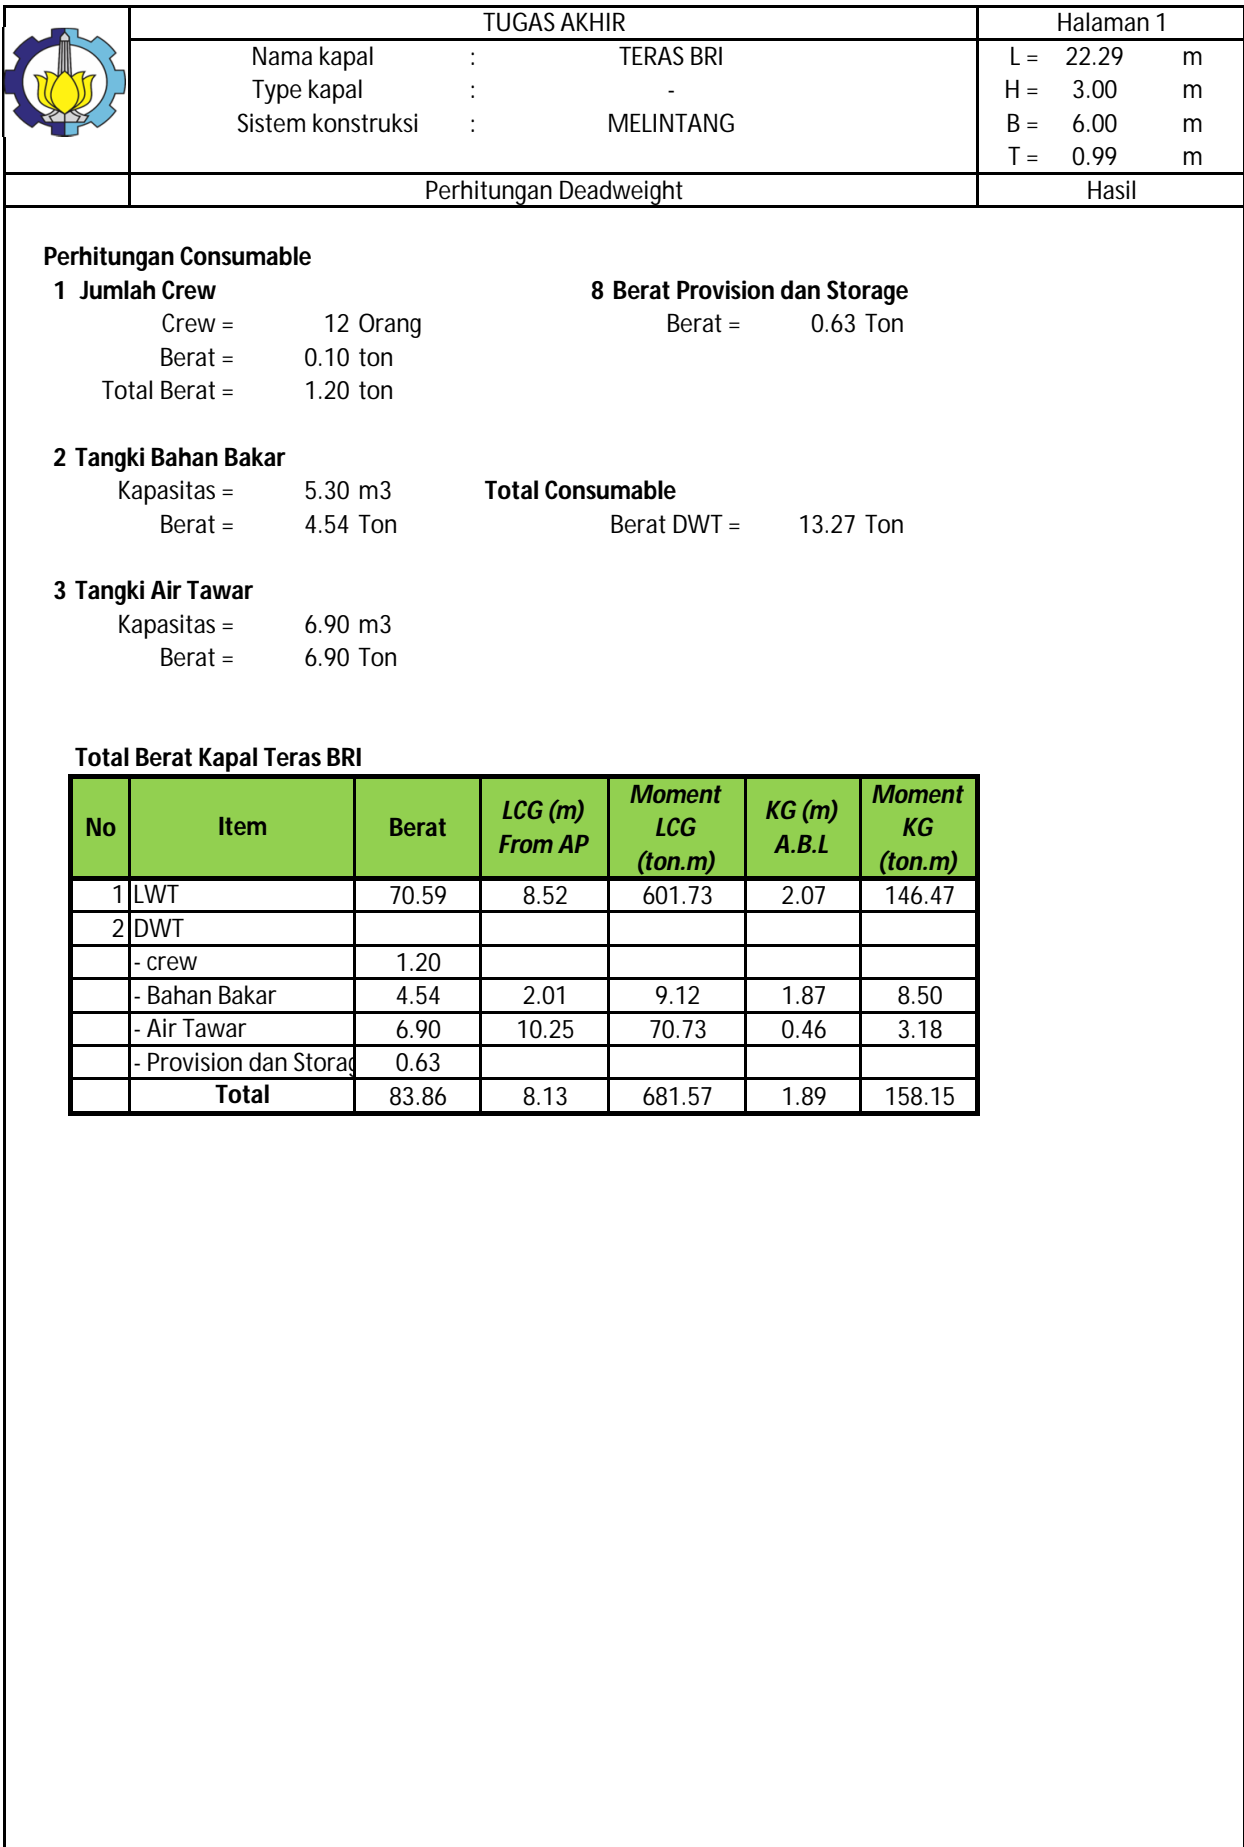 TUGAS AKHIR Halaman 1
Nama kapal : TERAS BRI L = 22.29 m
Type kapal : - H = 3.00 m
Sistem konstruksi : MELINTANG B = 6.00 m
T = 0.99 m
Perhitungan Deadweight Hasil
Perhitungan Consumable
1 Jumlah Crew 8 Berat Provision dan Storage
Crew = 12 Orang Berat = 0.63 Ton
Berat = 0.10 ton
Total Berat = 1.20 ton
2 Tangki Bahan Bakar
Kapasitas = 5.30 m3 Total Consumable
Berat = 4.54 Ton Berat DWT = 13.27 Ton
3 Tangki Air Tawar
Kapasitas = 6.90 m3
Berat = 6.90 Ton
Total Berat Kapal Teras BRI
No Item Berat LCG (m) From AP Moment LCG (ton.m) KG (m) A.B.L Moment KG (ton.m)
1 LWT 70.59 8.52 601.73 2.07 146.47
2 DWT
- crew 1.20
- Bahan Bakar 4.54 2.01 9.12 1.87 8.50
- Air Tawar 6.90 10.25 70.73 0.46 3.18
- Provision dan Storag 0.63
Total 83.86 8.13 681.57 1.89 158.15